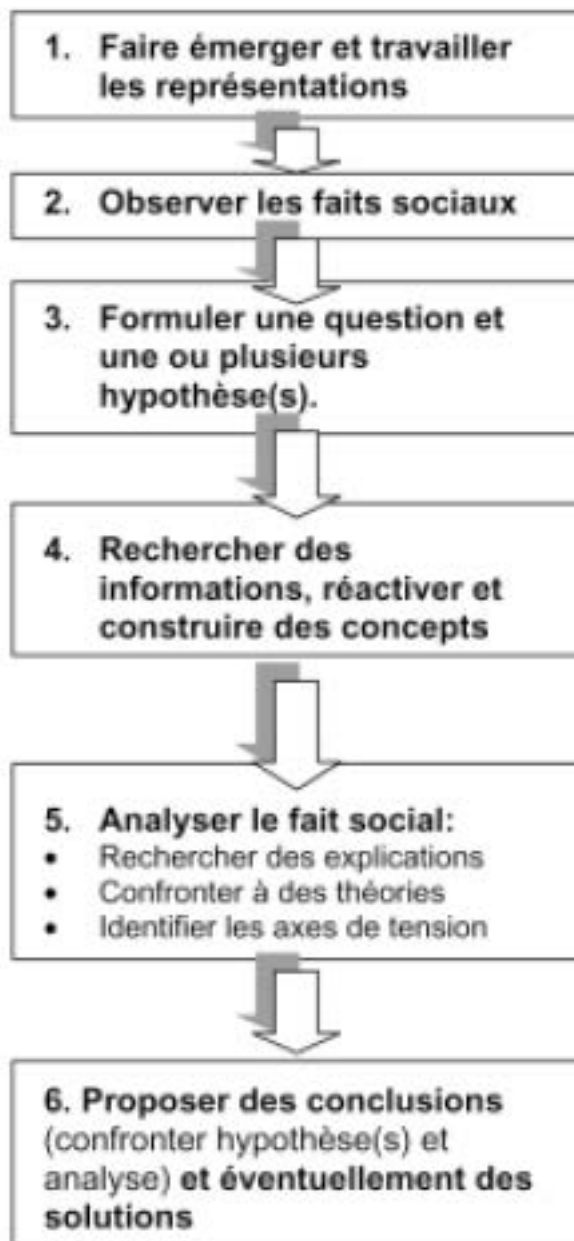 1. Faire émerger et travailler
les représentations
2. Observer les faits sociaux
3. Formuler une question et
une ou plusieurs
hypothèse(s).
4. Rechercher des
informations, réactiver et
construire des concepts
5. Analyser le fait social:
• Rechercher des explications
• Confronter à des théories
• Identifier les axes de tension
6. Proposer des conclusions
(confronter hypothèse(s) et
analyse) et éventuellement des
solutions